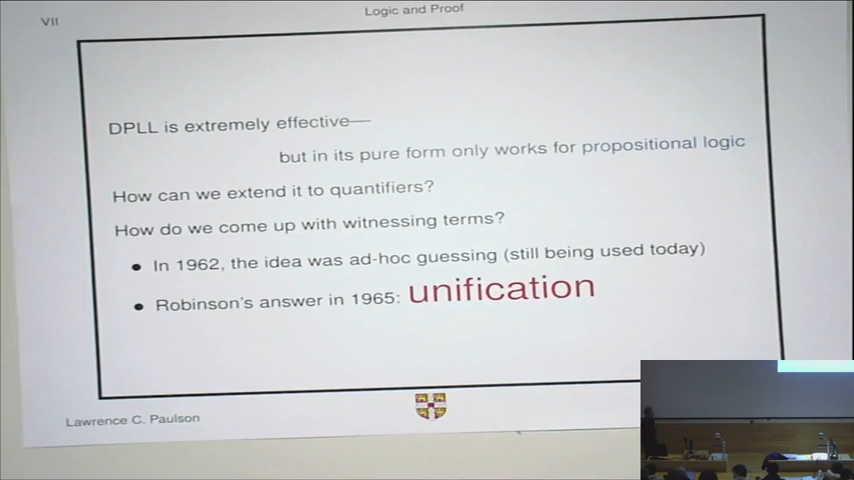 VII
Logic and Proof
DPLL is extremely effective—
but in its pure form only works for propositional logic
How can we extend it to quantifiers?
How do we come up with witnessing terms?
• In 1962, the idea was ad-hoc guessing (still being used today)
• Robinson's answer in 1965: unification
Lawrence C. Paulson